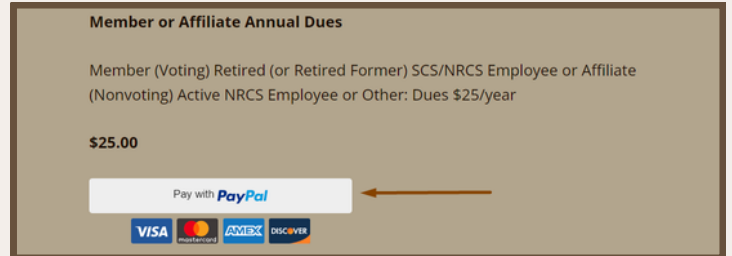 Member or Affiliate Annual Dues
Member (Voting) Retired (or Retired Former) SCS/NRCS Employee or Affiliate
(Nonvoting) Active NRCS Employee or Other: Dues $25/year
$25.00
Pay with PayPal
VISA mastercard AMEX DISCOVER